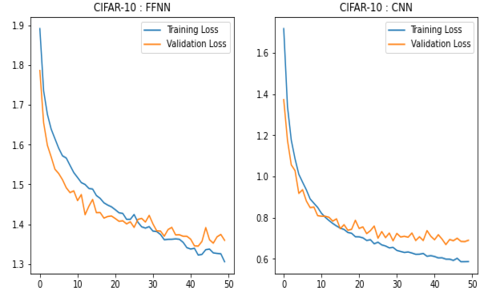 CIFAR-10 : FFNN
Training Loss
Validation Loss
1.9
1.8
1.7
1.6
1.5
1.4
1.3
0 10 20 30 40 50
CIFAR-10 : CNN
Training Loss
Validation Loss
1.6
1.4
1.2
1.0
0.8
0.6
0 10 20 30 40 50